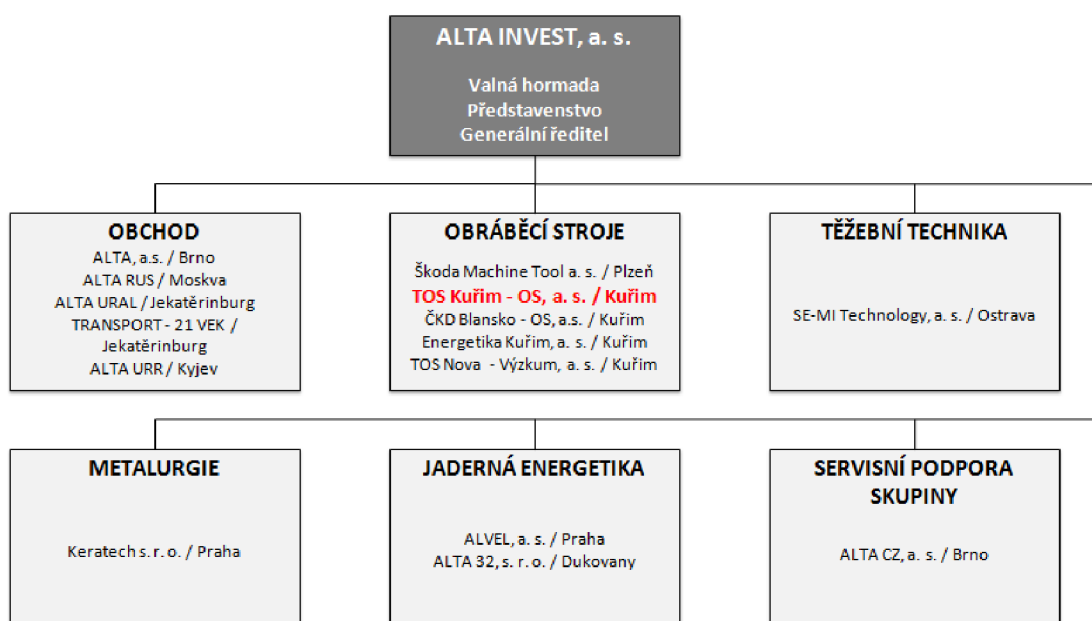 ALTA INVEST, a. s.
Valná hormada
Představenstvo
Generální ředitel
OBCHOD
ALTA, a.s. / Brno
ALTA RUS / Moskva
ALTA URAL / Jekatěrinburg
TRANSPORT - 21 VEK /
Jekatěrinburg
ALTA URR / Kyjev
OBRÁBĚCÍ STROJE
Škoda Machine Tool a. s. / Plzeň
TOS Kuřim - OS, a. s. / Kuřim
ČKD Blansko - OS, a.s. / Kuřim
Energetika Kuřim, a. s. / Kuřim
TOS Nova - Výzkum, a. s. / Kuřim
TĚŽEBNÍ TECHNIKA
SE-MI Technology, a. s. / Ostrava
METALURGIE
Keratech s. r. o. / Praha
JADERNÁ ENERGETIKA
ALVEL, a. s. / Praha
ALTA 32, s. r. o. / Dukovany
SERVISNÍ PODPORA
SKUPINY
ALTA CZ, a. s. / Brno